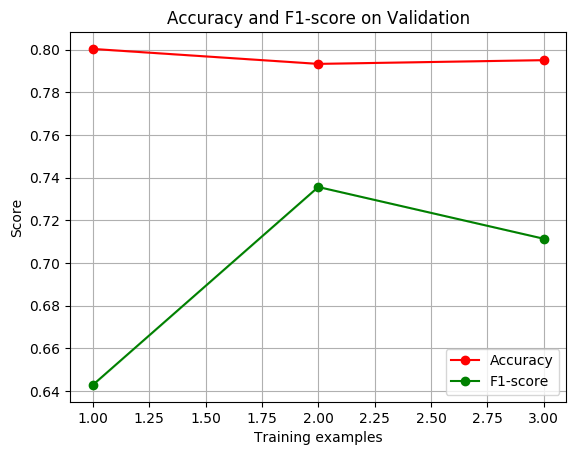 Accuracy and F1-score on Validation
Score
0.80
0.78
0.76
0.74
0.72
0.70
0.68
0.66
0.64
Accuracy
F1-score
1.00 1.25 1.50 1.75 2.00 2.25 2.50 2.75 3.00
Training examples